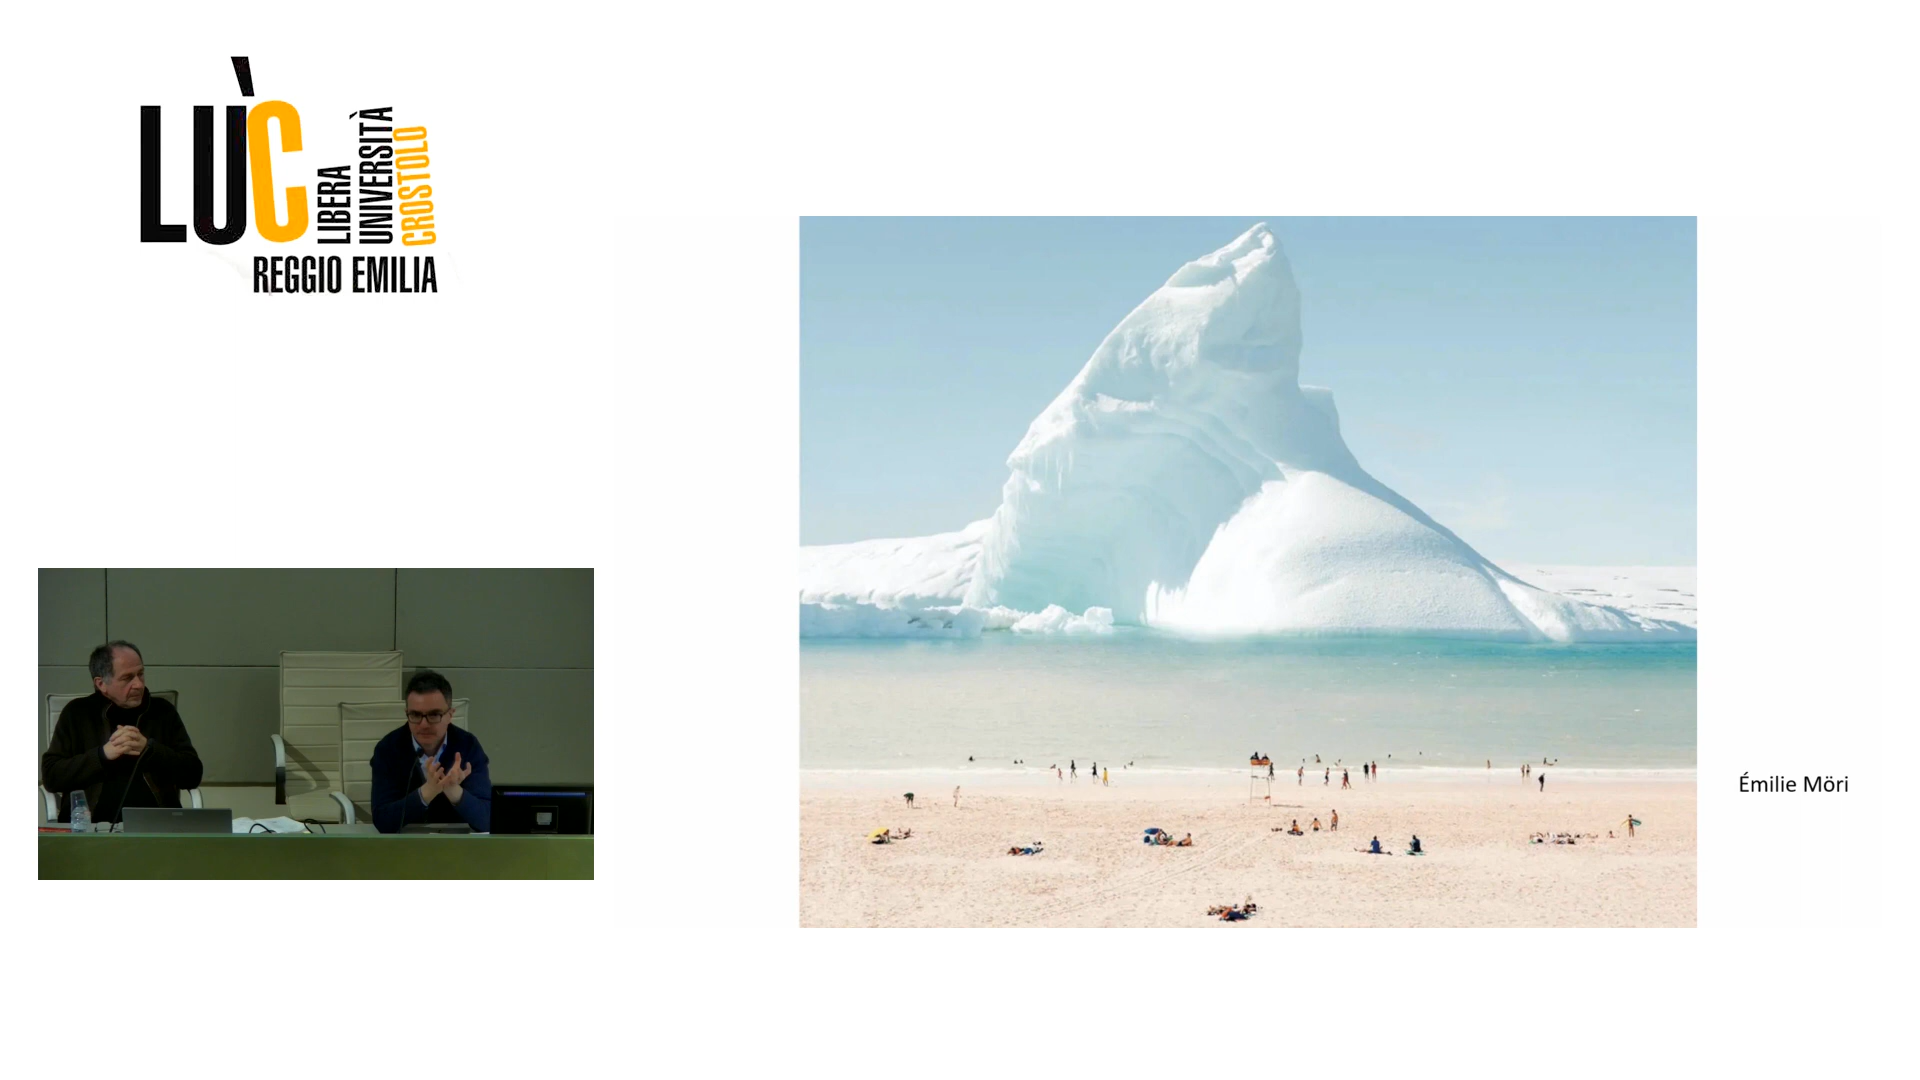 LÙC
LIBERA
UNIVERSITÀ
CROSTOLO
REGGIO EMILIA
Émilie Möri